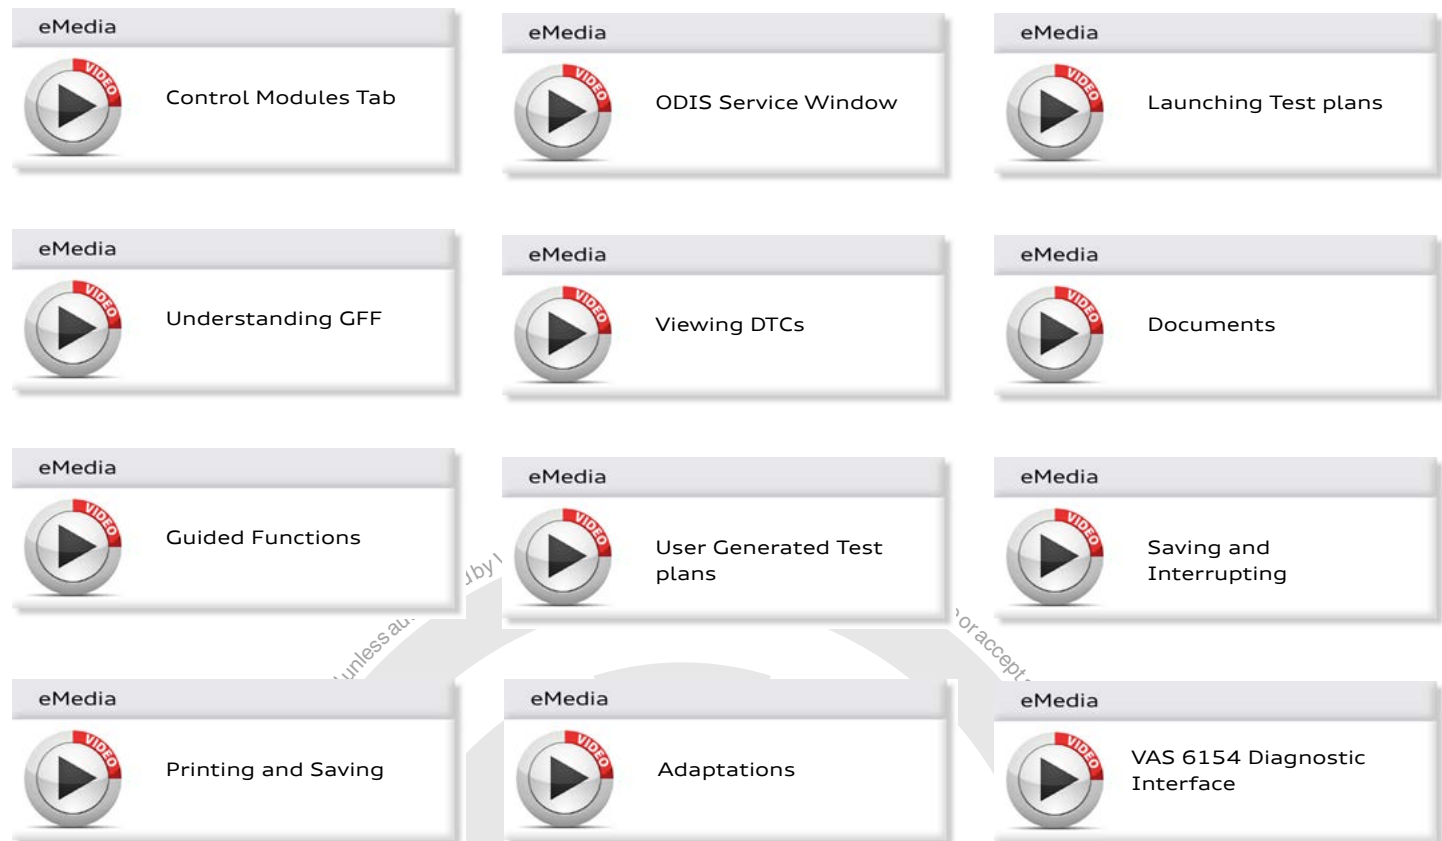 eMedia
VIDEO
Control Modules Tab
eMedia
VIDEO
ODIS Service Window
eMedia
VIDEO
Launching Test plans
eMedia
VIDEO
Understanding GFF
eMedia
VIDEO
Viewing DTCs
eMedia
VIDEO
Documents
eMedia
VIDEO
Guided Functions
eMedia
VIDEO
User Generated Test
plans
eMedia
VIDEO
Saving and
Interrupting
unless
eMedia
VIDEO
Printing and Saving
eMedia
VIDEO
Adaptations
eMedia
VIDEO
VAS 6154 Diagnostic
Interface